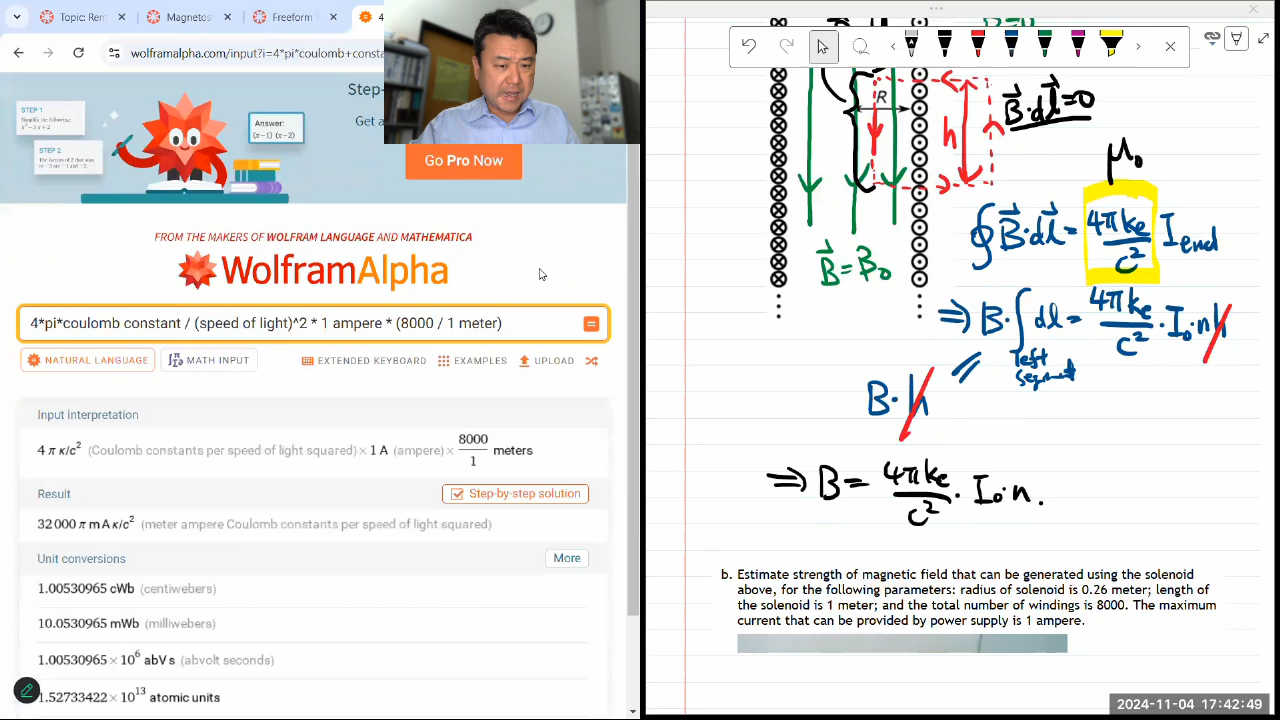 Topic Rem
Magnetos
Freeform
4
wolframalpha.com/input?i=4*pi*coulomb+consta
STEP 1
Simplify the following:
STEP 2
Answer:
(x−1) (x−2)
Step-
Get a
Go Pro Now
FROM THE MAKERS OF WOLFRAM LANGUAGE AND MATHEMATICA
WolframAlpha
4*pi*coulomb constant / (speed of light)^2 * 1 ampere * (8000 / 1 meter)
NATURAL LANGUAGE
MATH INPUT
EXTENDED KEYBOARD
EXAMPLES
UPLOAD
Input interpretation
4 π κ/c² (Coulomb constants per speed of light squared) × 1 A (ampere) × 8000/1 meters
Result
Step-by-step solution
32 000 π m A κ/c² (meter ampere Coulomb constants per speed of light squared)
Unit conversions
More
1.00530965 cWb (centiwebers)
10.0530965 mWb (milliwebers)
1.00530965 × 10⁶ abV s (abvolt seconds)
1.52733422 × 10¹³ atomic units
R
h
B⃗·dl⃗=0
μ₀
∮B⃗·dl⃗= 4πke/c² I encl
B⃗=B₀
⇒ B·∫dl= 4πke/c² · I₀·nh
left
segment
B·h
⇒ B= 4πke/c² · I₀·n.
b. Estimate strength of magnetic field that can be generated using the solenoid
above, for the following parameters: radius of solenoid is 0.26 meter; length of
the solenoid is 1 meter; and the total number of windings is 8000. The maximum
current that can be provided by power supply is 1 ampere.
2024-11-04 17:42:49